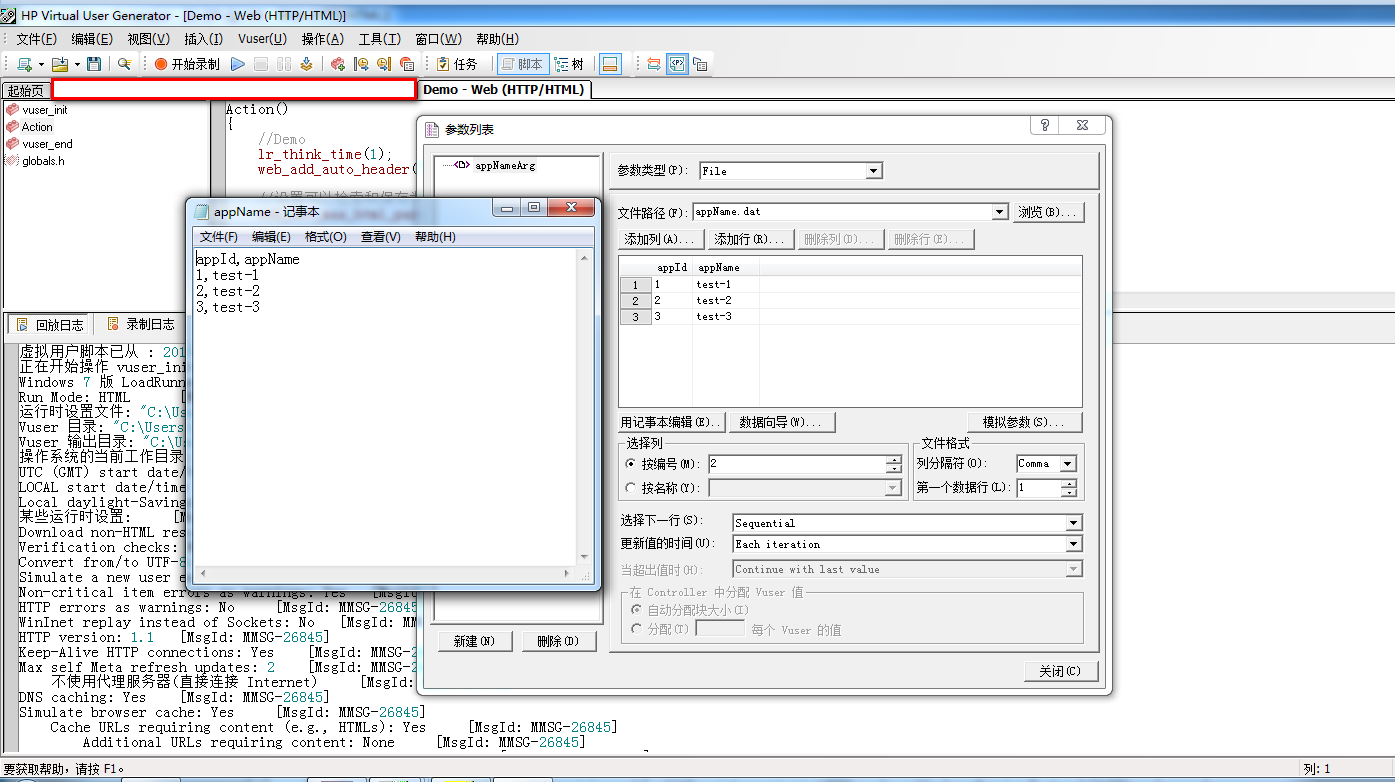 HP Virtual User Generator - [Demo - Web (HTTP/HTML)]
文件(F) 编辑(E) 视图(V) 插入(I) Vuser(U) 操作(A) 工具(T) 窗口(W) 帮助(H)
开始录制 任务 脚本 树
起始页 Demo - Web (HTTP/HTML)
vuser_init
Action
vuser_end
globals.h
Action()
{
//Demo
lr_think_time(1);
web_add_auto_header(
参数列表
appNameArg
参数类型(P): File
文件路径(F): appName.dat 浏览(B)...
添加列(A)... 添加行(R)... 删除列(D)... 删除行(E)...
appId appName
1 1 test-1
2 2 test-2
3 3 test-3
用记事本编辑(E).. 数据向导(W)... 模拟参数(S)...
选择列 文件格式
按编号(M): 2 列分隔符(O): Comma
按名称(Y): 第一个数据行(L): 1
选择下一行(S): Sequential
更新值的时间(U): Each iteration
当超出值时(H): Continue with last value
在 Controller 中分配 Vuser 值
自动分配块大小(I)
分配(T) 每个 Vuser 的值
新建(N) 删除(D)
关闭(C)
appName - 记事本
文件(F) 编辑(E) 格式(O) 查看(V) 帮助(H)
appId,appName
1,test-1
2,test-2
3,test-3
回放日志 录制日志
虚拟用户脚本已从 : 201
正在开始操作 vuser_ini
Windows 7 版 LoadRunn
Run Mode: HTML
运行时设置文件: "C:\Us
Vuser 目录: "C:\Users
Vuser 输出目录: "C:\U
操作系统的当前工作目录
UTC (GMT) start date/
LOCAL start date/time
Local daylight-Saving
某些运行时设置: [M
Download non-HTML res
Verification checks:
Convert from/to UTF-8
Simulate a new user e
Non-critical item errors as warnings: Yes [MsgI
HTTP errors as warnings: No [MsgId: MMSG-26845
WinInet replay instead of Sockets: No [MsgId: MM
HTTP version: 1.1 [MsgId: MMSG-26845]
Keep-Alive HTTP connections: Yes [MsgId: MMSG-2
Max self Meta refresh updates: 2 [MsgId: MMSG-2
不使用代理服务器(直接连接 Internet) [MsgId:
DNS caching: Yes [MsgId: MMSG-26845]
Simulate browser cache: Yes [MsgId: MMSG-26845]
Cache URLs requiring content (e.g., HTMLs): Yes [MsgId: MMSG-26845]
Additional URLs requiring content: None [MsgId: MMSG-26845]
要获取帮助，请按 F1。 列: 1